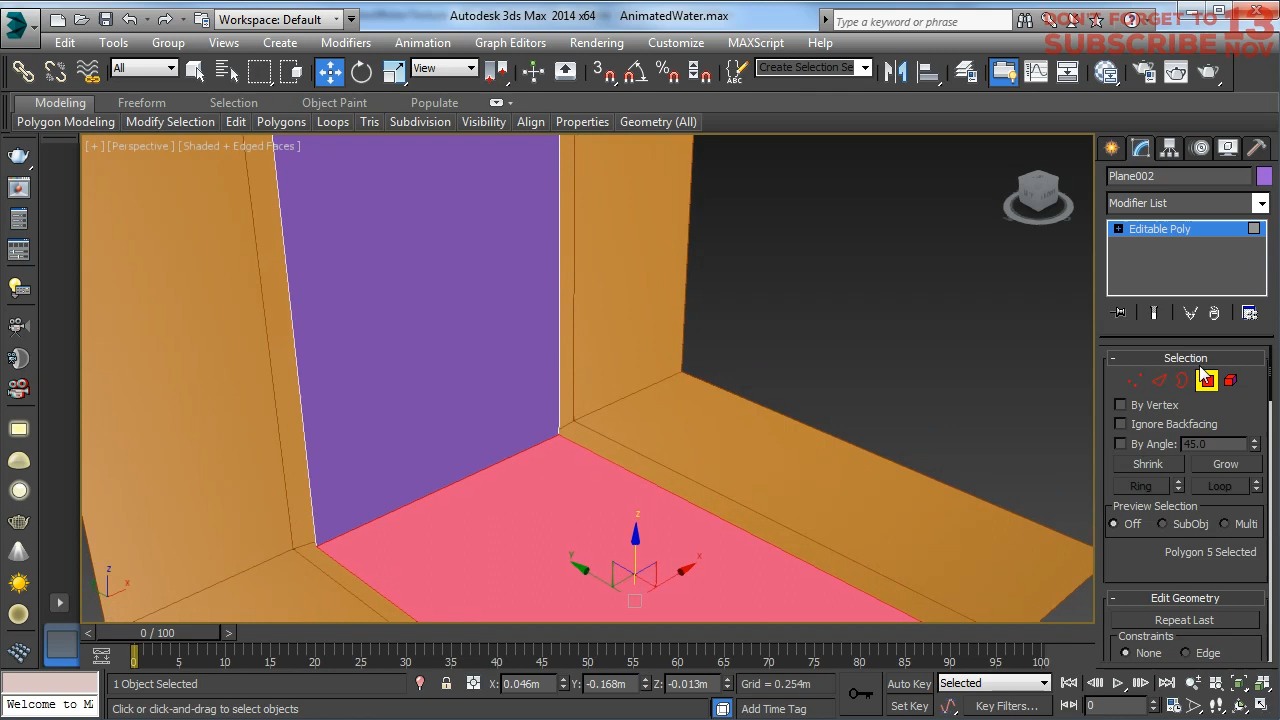 Workspace: Default
Autodesk 3ds Max 2014 x64 AnimatedWater.max
Type a keyword or phrase
DON'T FORGET TO
SUBSCRIBE
13
NOV
Edit Tools Group Views Create Modifiers Animation Graph Editors Rendering Customize MAXScript Help
All
View
3
Create Selection Se
Modeling Freeform Selection Object Paint Populate
Polygon Modeling Modify Selection Edit Polygons Loops Tris Subdivision Visibility Align Properties Geometry (All)
[ + ] [Perspective ] [Shaded + Edged Faces ]
Plane002
Modifier List
Editable Poly
- Selection
By Vertex
Ignore Backfacing
By Angle: 45.0
Shrink Grow
Ring Loop
Preview Selection
Off SubObj Multi
Polygon 5 Selected
- Edit Geometry
Repeat Last
Constraints
None Edge
z
y
x
z
x
< 0 / 100 >
0 5 10 15 20 25 30 35 40 45 50 55 60 65 70 75 80 85 90 95 100
1 Object Selected
X: 0.046m Y: -0.168m Z: -0.013m Grid = 0.254m
Auto Key Selected
Welcome to M
Click or click-and-drag to select objects
Add Time Tag
Set Key Key Filters...
0